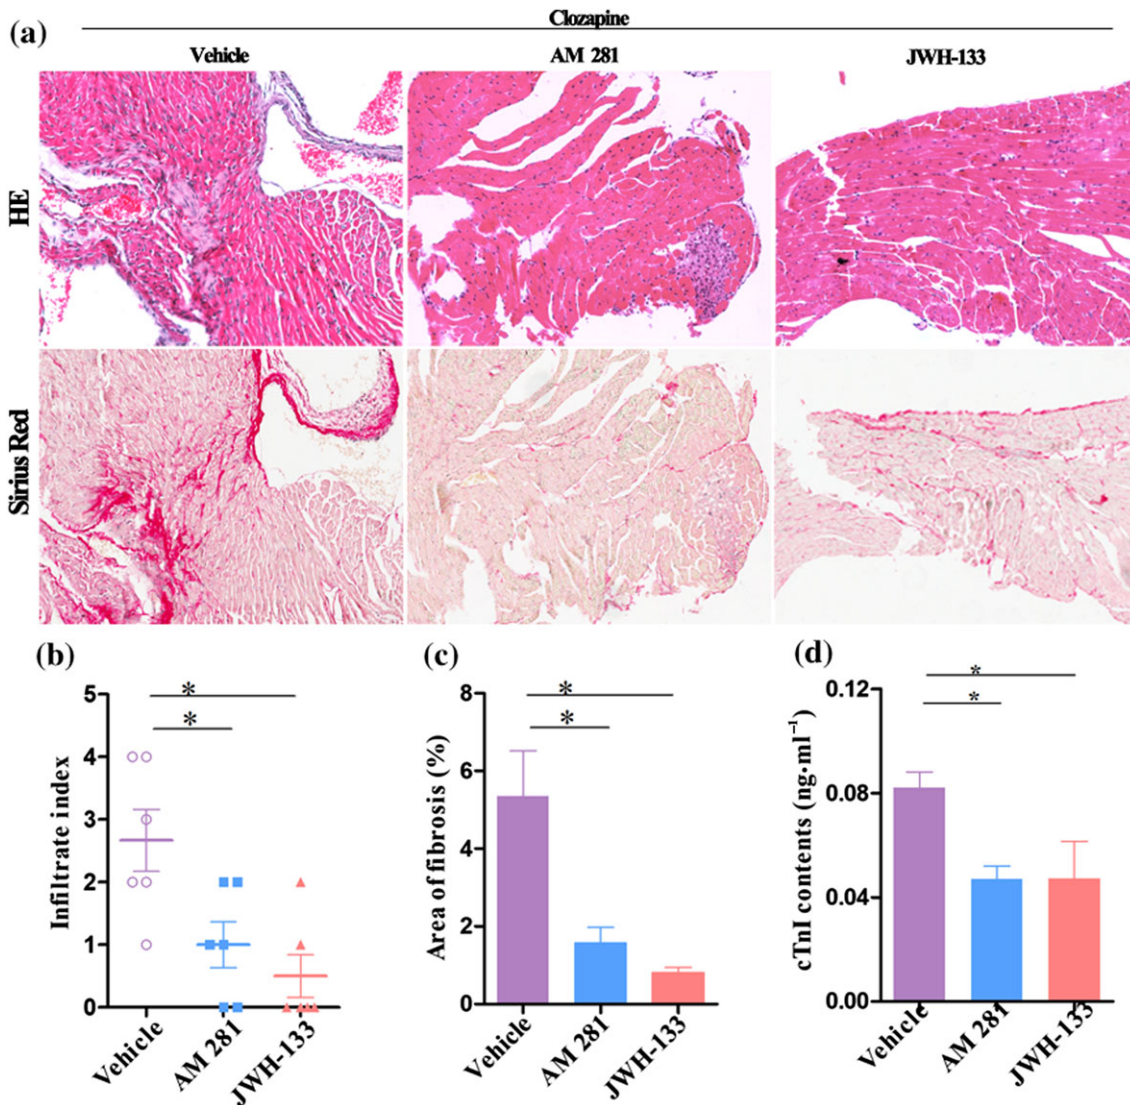 (a)
Clozapine
Vehicle AM 281 JWH-133
HE
Sirius Red
(b)
Infiltrate index
5
4
3
2
1
0
* 
*
Vehicle AM 281 JWH-133
(c)
Area of fibrosis (%)
8
6
4
2
0
*
*
Vehicle AM 281 JWH-133
(d)
cTnI contents (ng·ml⁻¹)
0.12
0.08
0.04
0.00
*
*
Vehicle AM 281 JWH-133